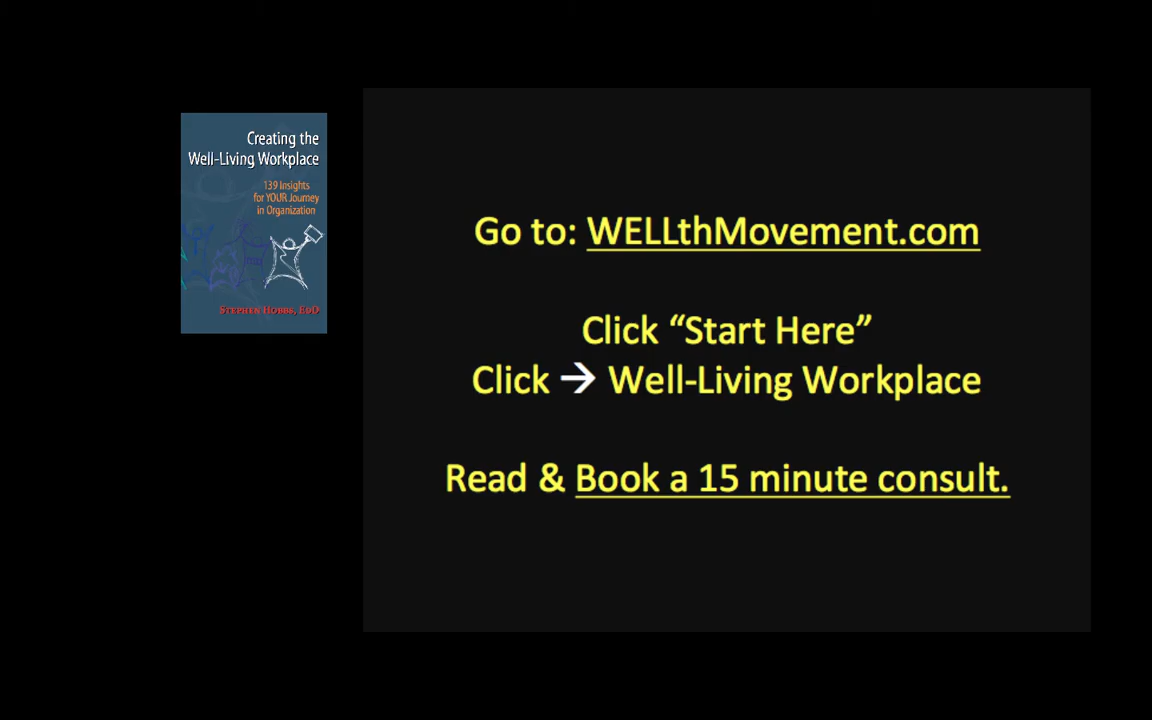 Creating the
Well-Living Workplace
139 Insights
for YOUR Journey
in Organization
Stephen Hobbs, EdD
Go to: WELLthMovement.com
Click “Start Here”
Click → Well-Living Workplace
Read & Book a 15 minute consult.